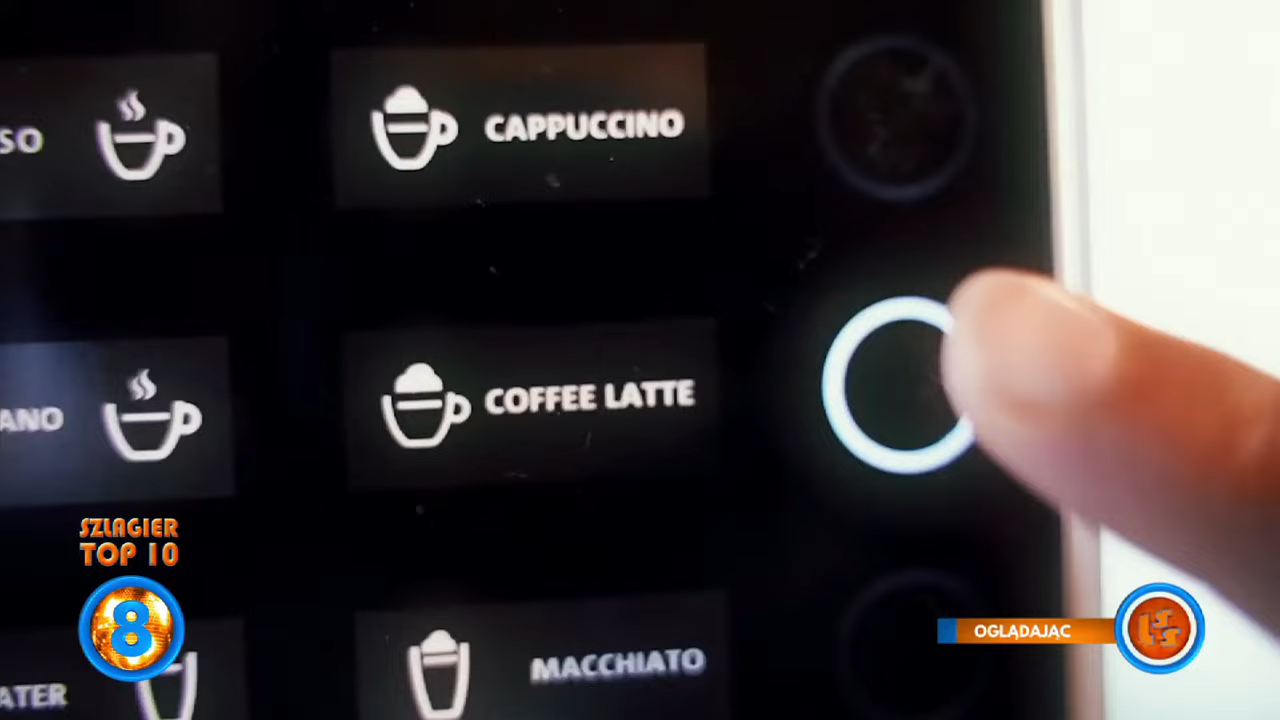 SO
CAPPUCCINO
ANO
COFFEE LATTE
ATER
MACCHIATO
SZLAGIER
TOP 10
8
OGLĄDAJĄC